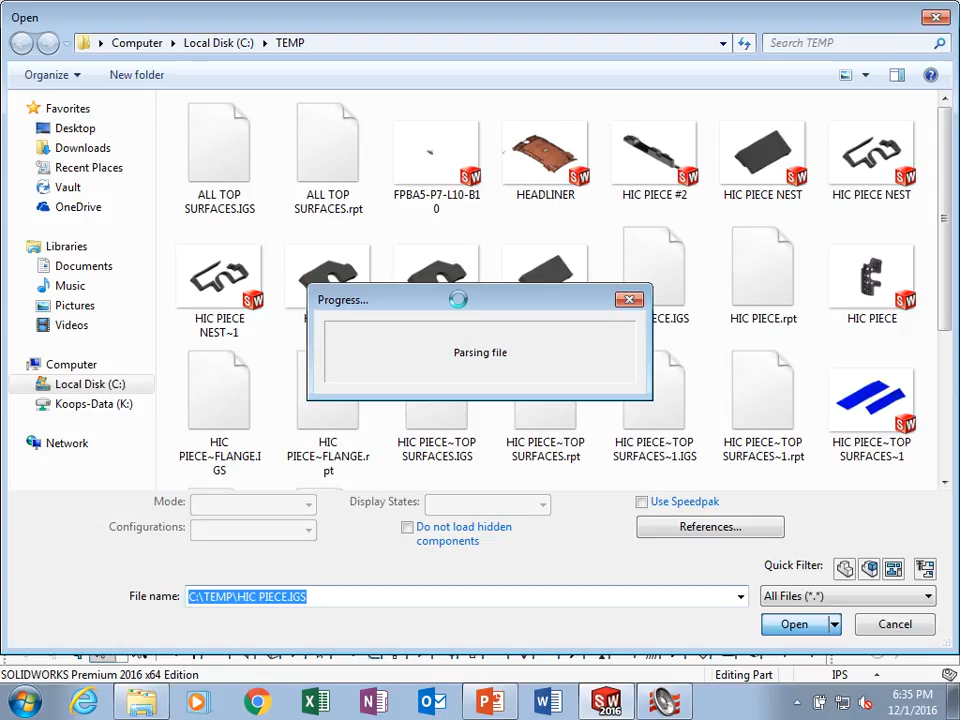 Open
Computer
Local Disk (C:)
TEMP
Search TEMP
Organize
New folder
Favorites
Desktop
Downloads
Recent Places
Vault
OneDrive
Libraries
Documents
Music
Pictures
Videos
Computer
Local Disk (C:)
Koops-Data (K:)
Network
ALL TOP
SURFACES.IGS
ALL TOP
SURFACES.rpt
FPBA5-P7-L10-B1
0
HEADLINER
HIC PIECE #2
HIC PIECE NEST
HIC PIECE NEST
HIC PIECE
NEST~1
ECE.IGS
HIC PIECE.rpt
HIC PIECE
Progress...
Parsing file
HIC
PIECE~FLANGE.I
GS
HIC
PIECE~FLANGE.r
pt
HIC PIECE~TOP
SURFACES.IGS
HIC PIECE~TOP
SURFACES.rpt
HIC PIECE~TOP
SURFACES~1.IGS
HIC PIECE~TOP
SURFACES~1.rpt
HIC PIECE~TOP
SURFACES~1
Mode:
Display States:
Use Speedpak
Configurations:
Do not load hidden
components
References...
Quick Filter:
File name:
C:\TEMP\HIC PIECE.IGS
All Files (*.*)
Open
Cancel
SOLIDWORKS Premium 2016 x64 Edition
Editing Part
IPS
SW
2016
6:35 PM
12/1/2016